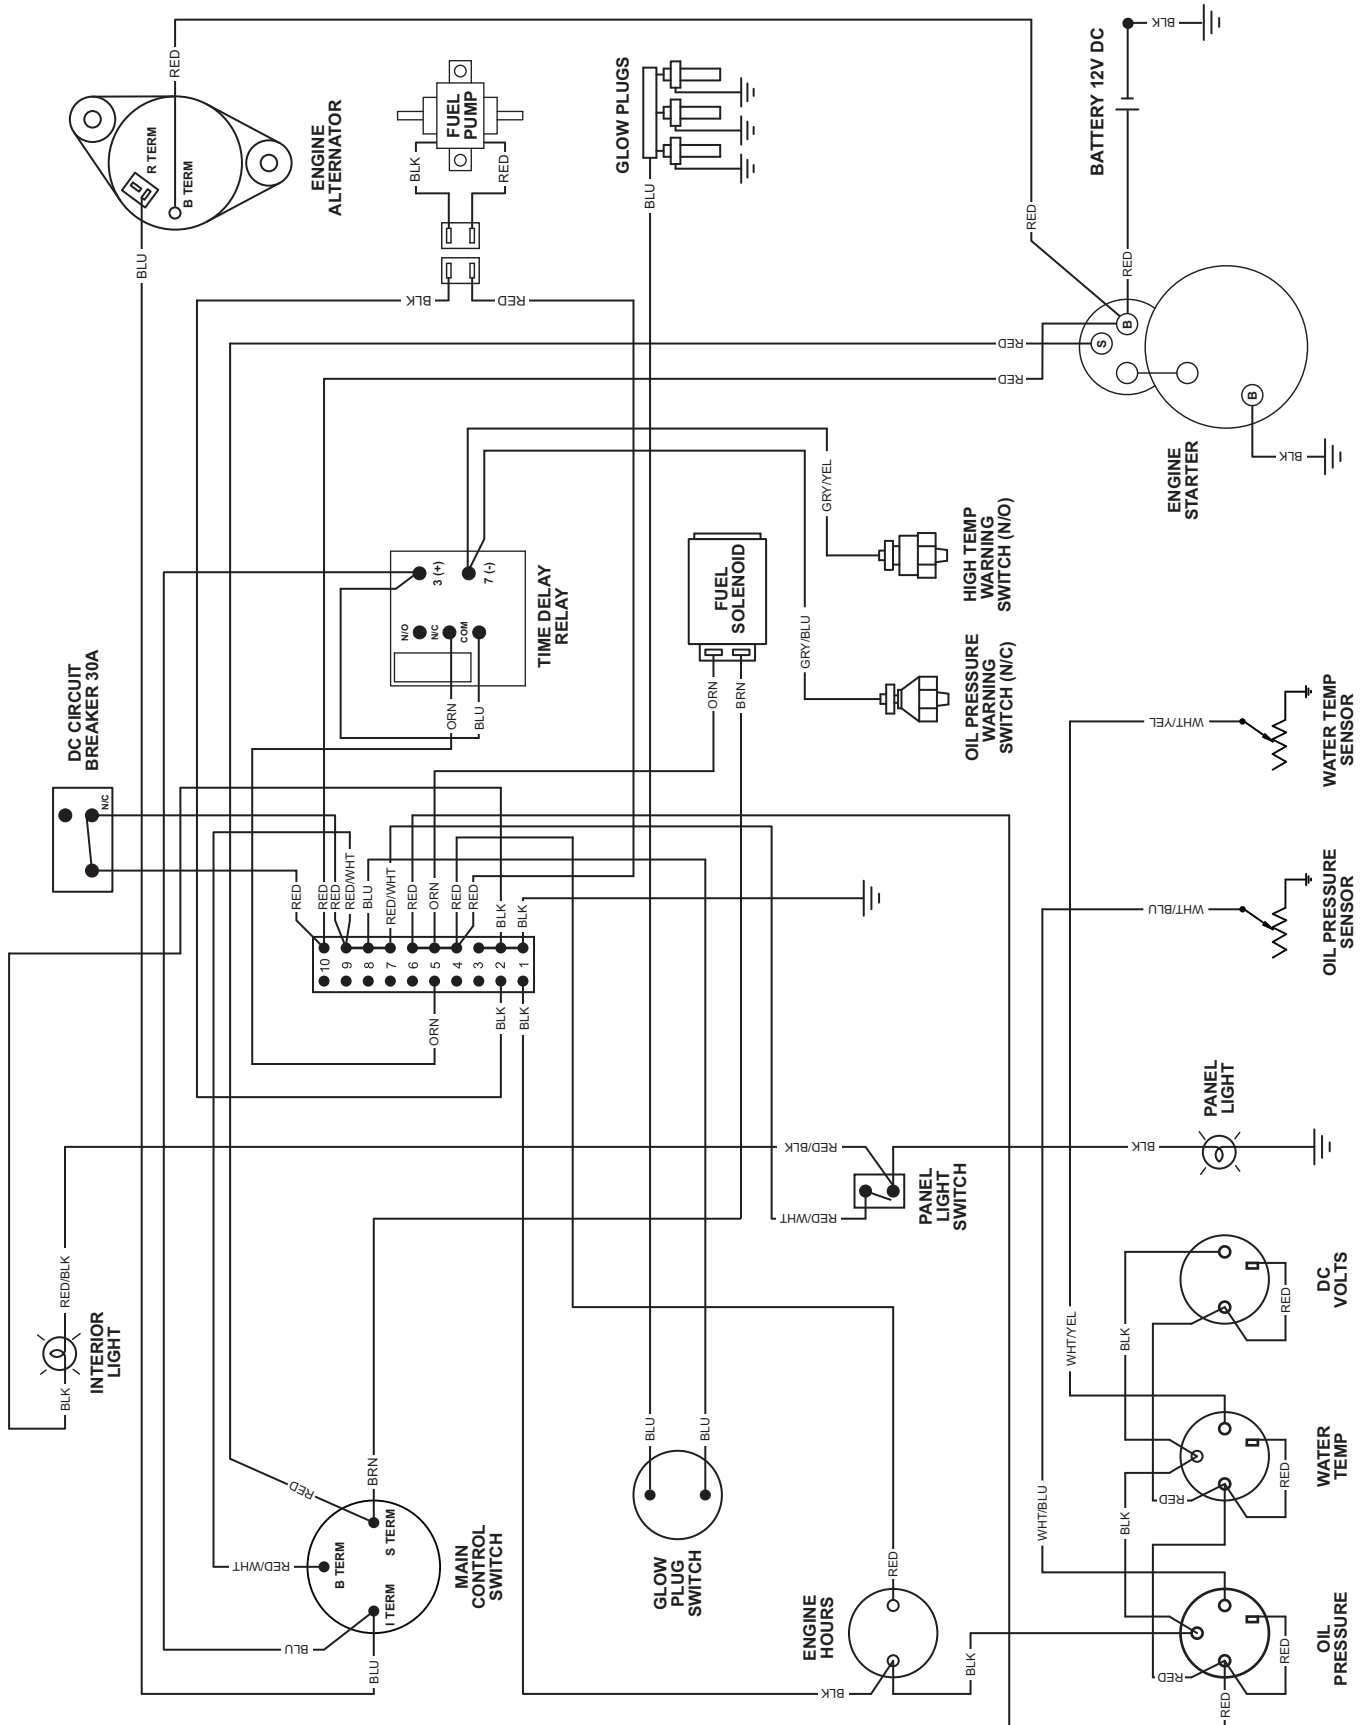 RED
R TERM
B TERM
ENGINE
ALTERNATOR
BLU
FUEL
PUMP
BLK
RED
BLK
RED
GLOW PLUGS
BLU
BATTERY 12V DC
BLK
RED
RED
RED
RED
B
S
B
BLK
ENGINE
STARTER
DC CIRCUIT
BREAKER 30A
N/C
3 (+)
7 (-)
N/O
N/C
COM
TIME DELAY
RELAY
ORN
BLU
FUEL
SOLENOID
ORN
BRN
GRY/YEL
GRY/BLU
HIGH TEMP
WARNING
SWITCH (N/O)
OIL PRESSURE
WARNING
SWITCH (N/C)
RED
RED
RED
RED/WHT
BLU
RED/WHT
RED
ORN
RED
RED
BLK
BLK
10
9
8
7
6
5
4
3
2
1
ORN
BLK
BLK
WHT/YEL
WATER TEMP
SENSOR
WHT/BLU
OIL PRESSURE
SENSOR
RED/BLK
RED/WHT
PANEL
LIGHT
SWITCH
BLK
PANEL
LIGHT
RED/BLK
BLK
INTERIOR
LIGHT
RED
BRN
RED/WHT
B TERM
S TERM
I TERM
BLU
BLU
MAIN
CONTROL
SWITCH
BLU
BLU
GLOW
PLUG
SWITCH
RED
ENGINE
HOURS
BLK
BLK
WHT/YEL
WHT/BLU
BLK
RED
DC
VOLTS
BLK
RED
RED
WATER
TEMP
RED
RED
RED
OIL
PRESSURE